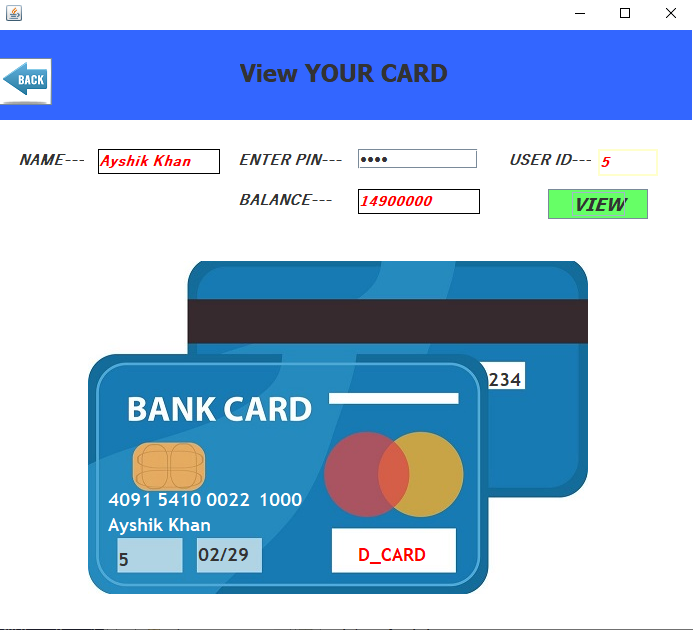 View YOUR CARD
BACK
NAME--- Ayshik Khan ENTER PIN--- •••• USER ID--- 5
BALANCE--- 14900000 VIEW
234
BANK CARD
4091 5410 0022 1000
Ayshik Khan
5 02/29 D_CARD